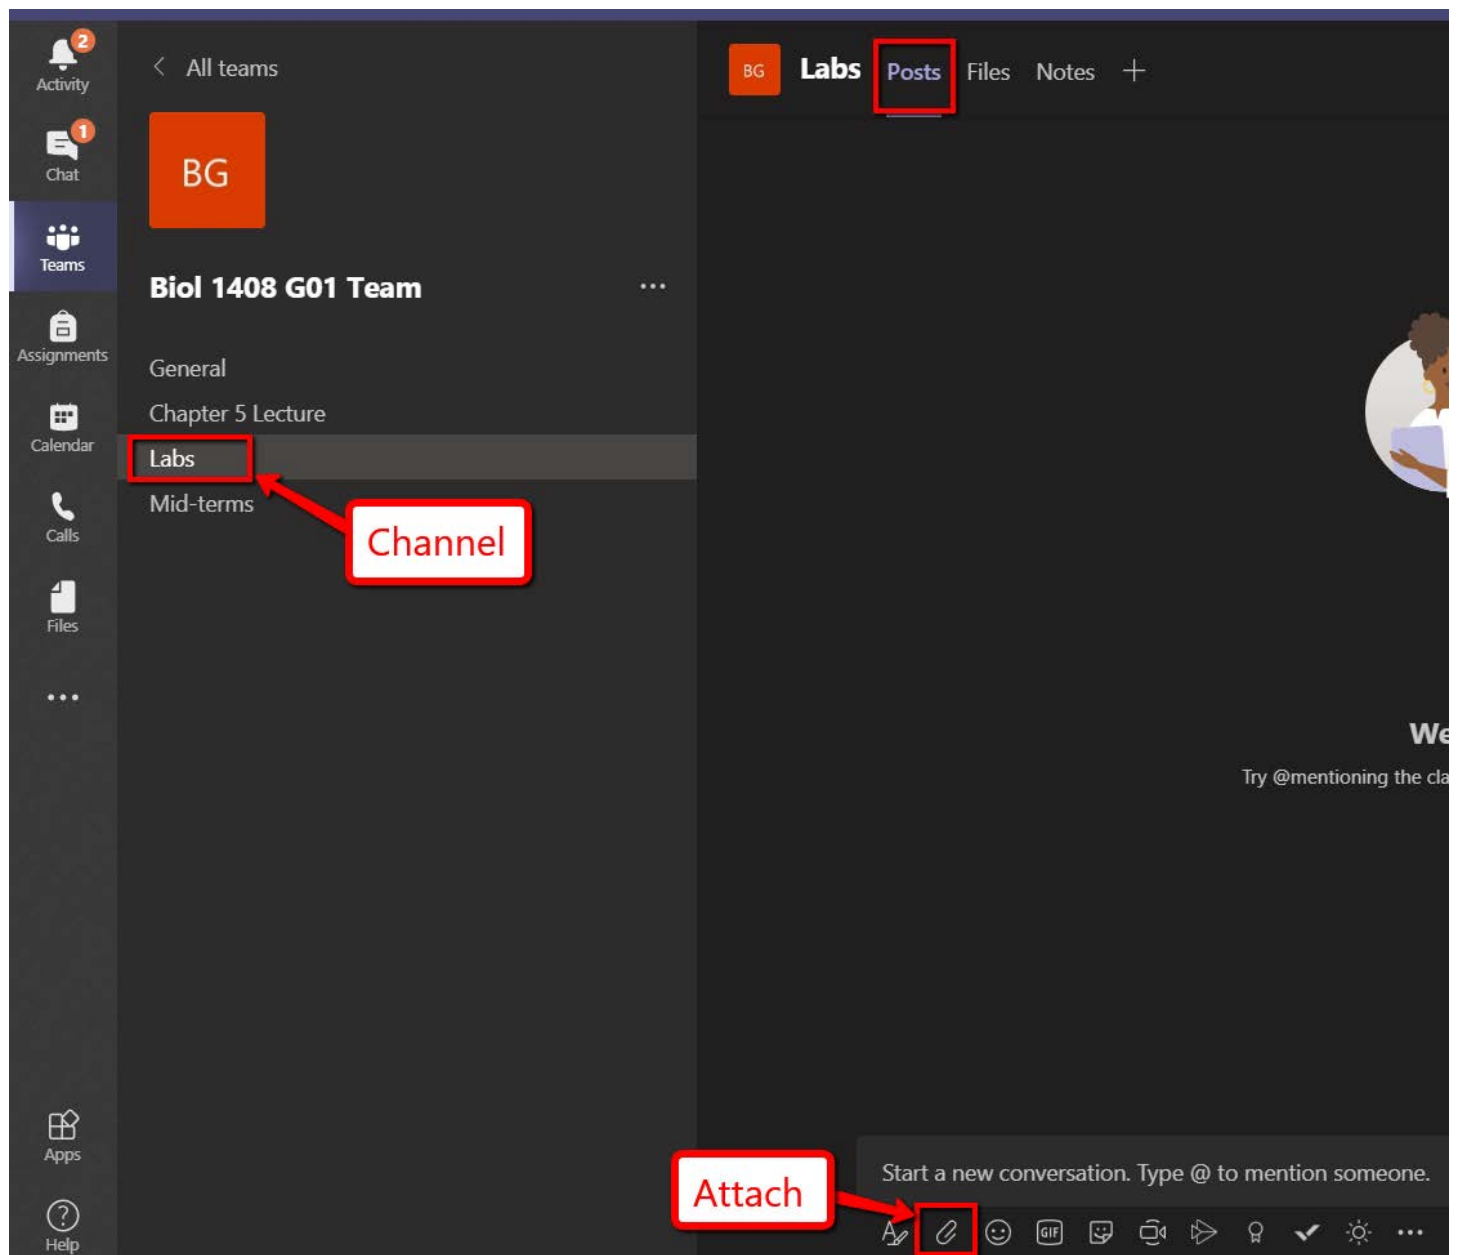 2
Activity
1
Chat
Teams
Assignments
Calendar
Calls
Files
Apps
Help
All teams
BG
Biol 1408 G01 Team
General
Chapter 5 Lecture
Labs
Mid-terms
Channel
BG Labs Posts Files Notes
We
Try @mentioning the cla
Attach
Start a new conversation. Type @ to mention someone.
GIF